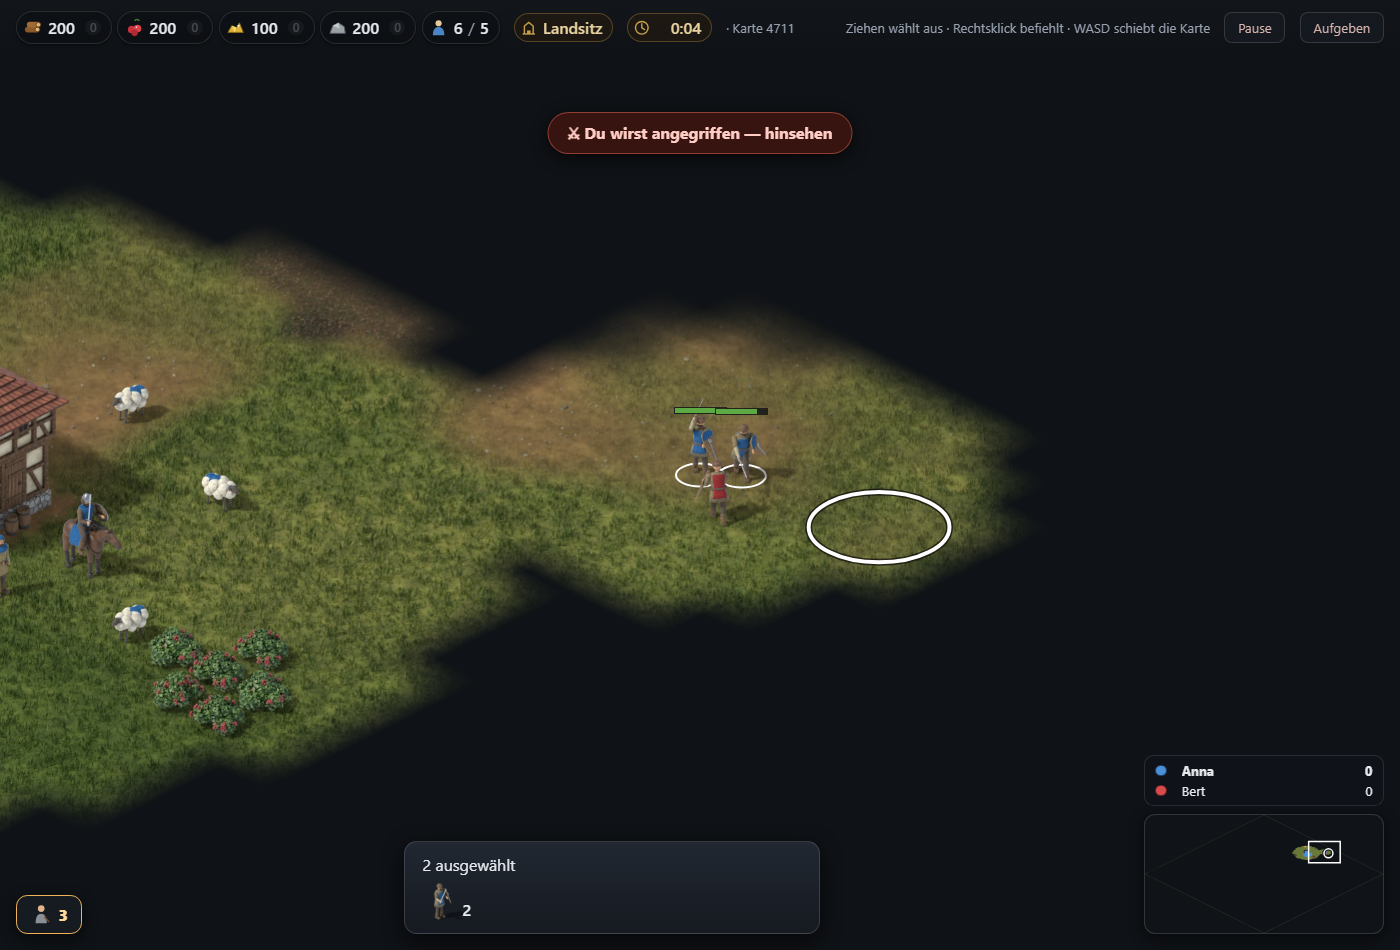 200 0 200 0 100 0 200 0 6 / 5 Landsitz 0:04 · Karte 4711 Ziehen wählt aus · Rechtsklick befiehlt · WASD schiebt die Karte Pause Aufgeben
⚔ Du wirst angegriffen — hinsehen
Anna 0
Bert 0
2 ausgewählt
2
3